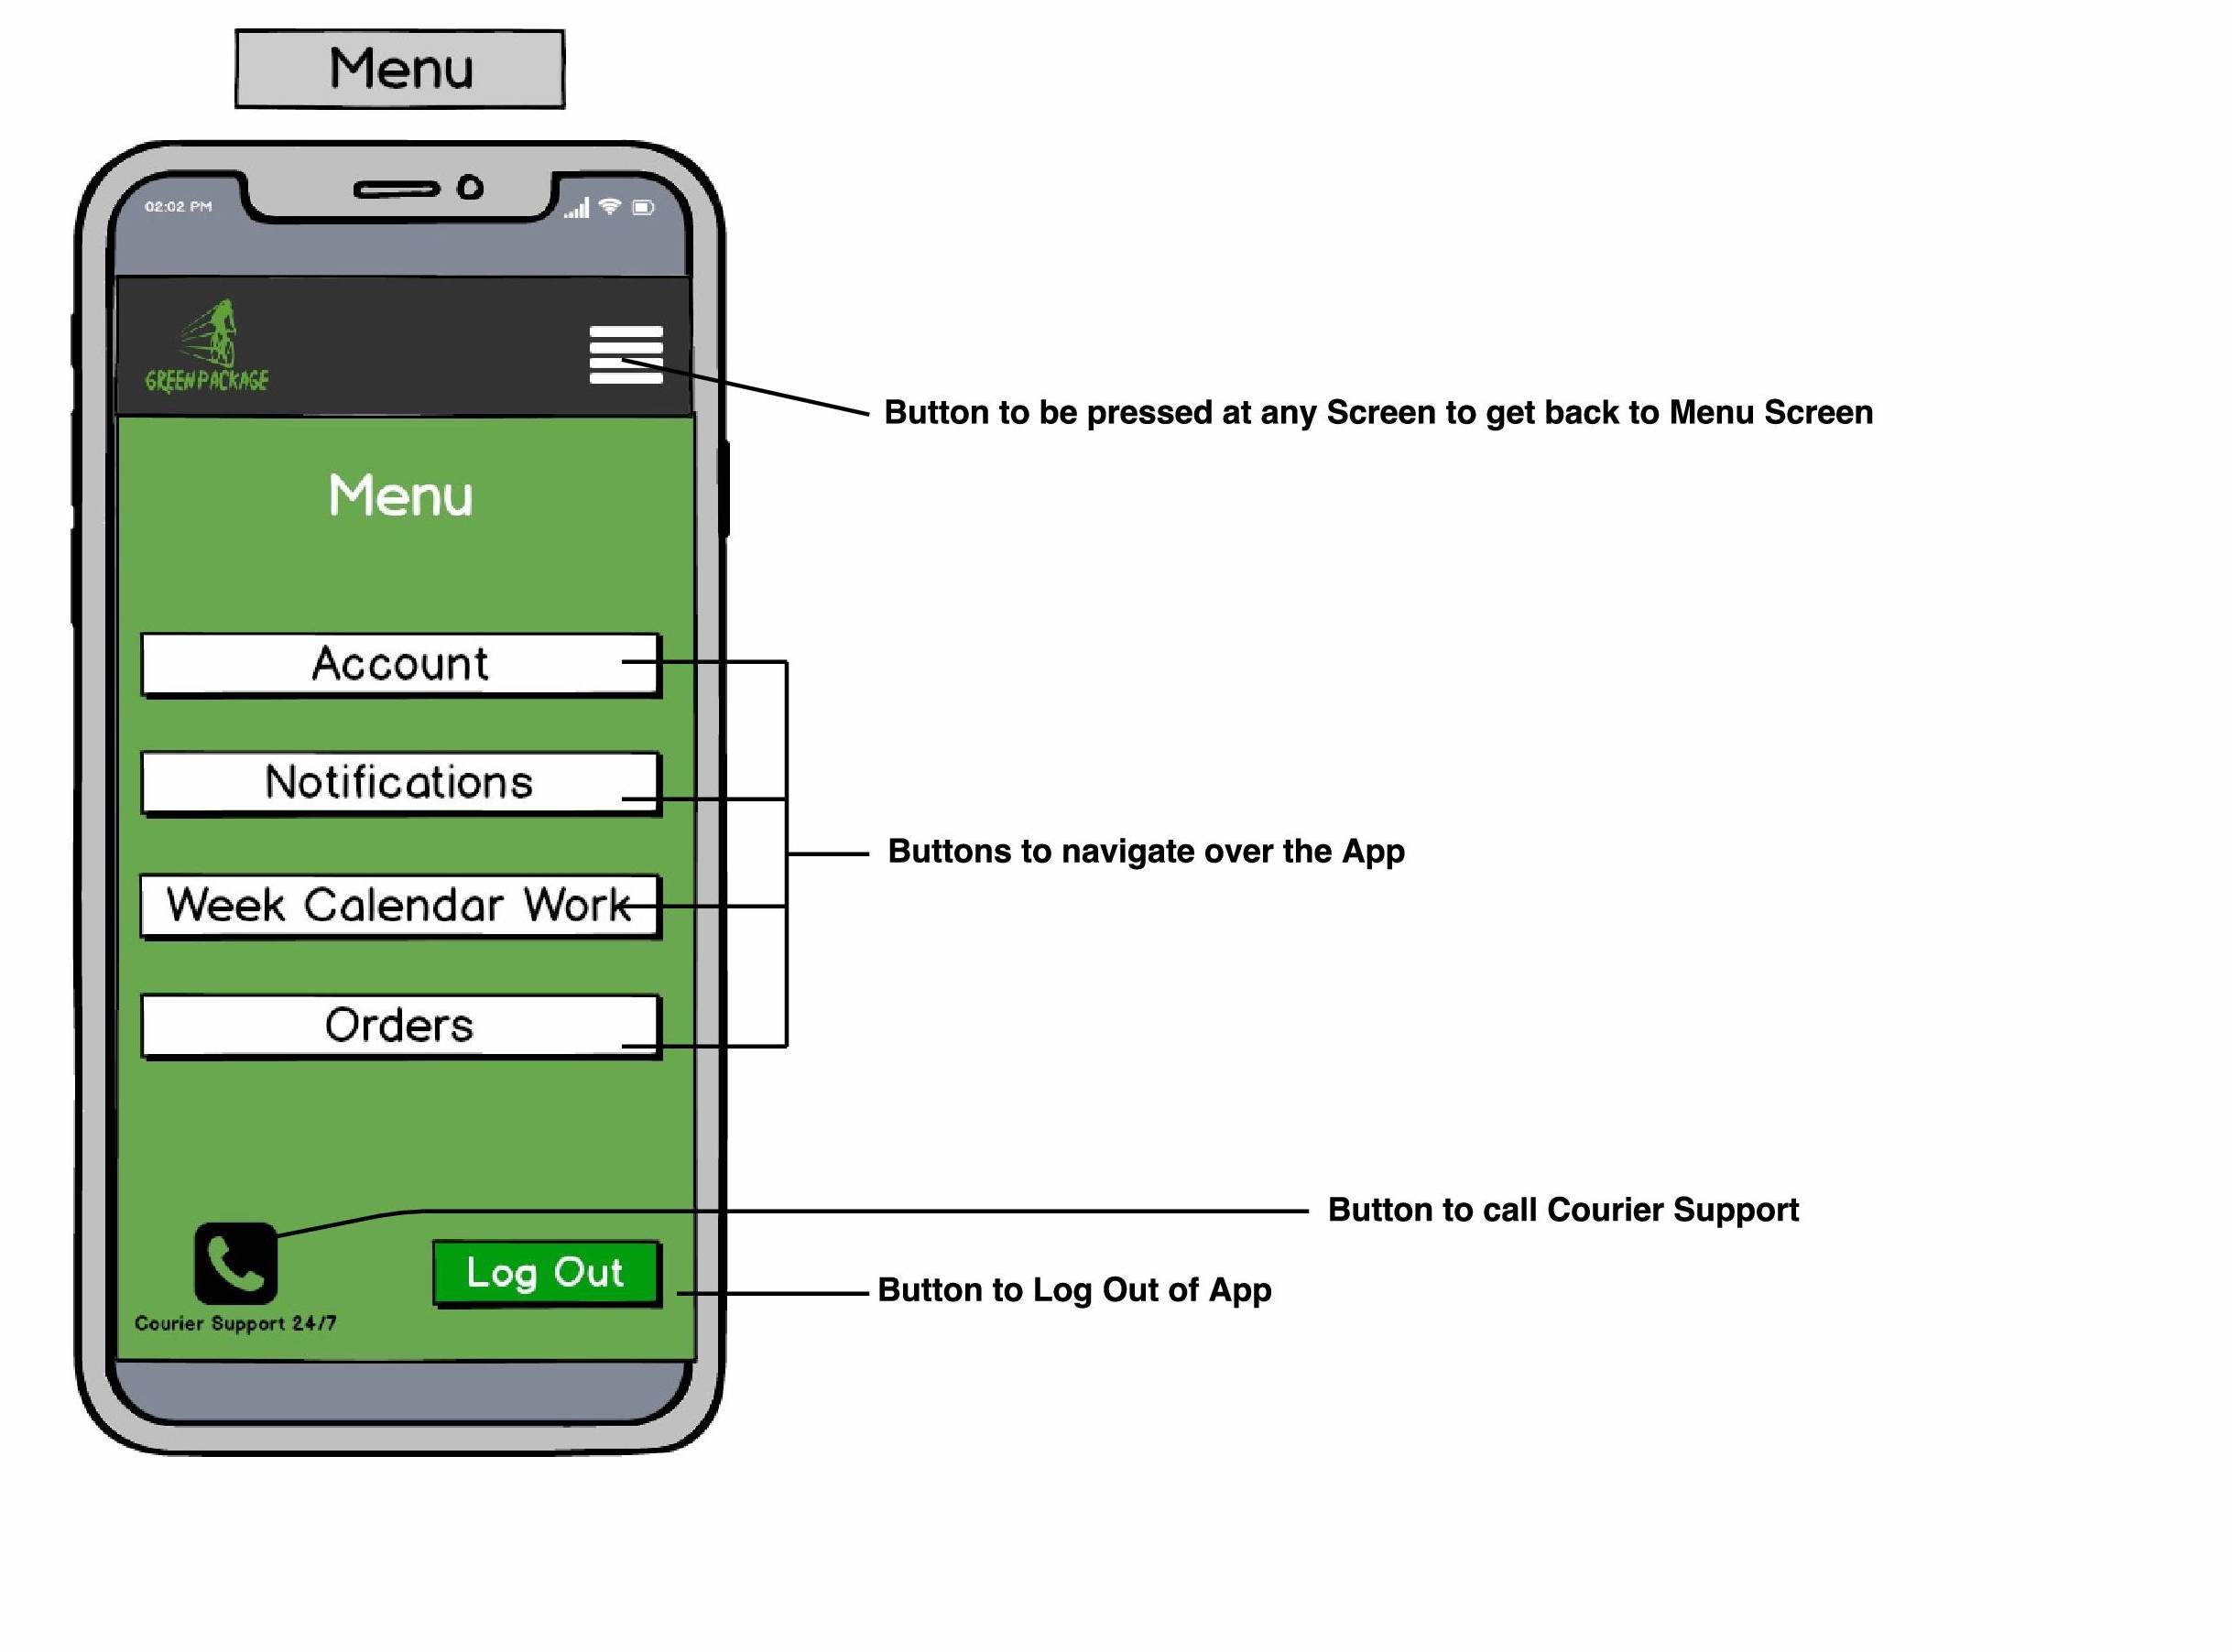 Menu
02:02 PM
GREENPACKAGE
Button to be pressed at any Screen to get back to Menu Screen
Menu
Account
Notifications
Buttons to navigate over the App
Week Calendar Work
Orders
Button to call Courier Support
Log Out
Button to Log Out of App
Courier Support 24/7